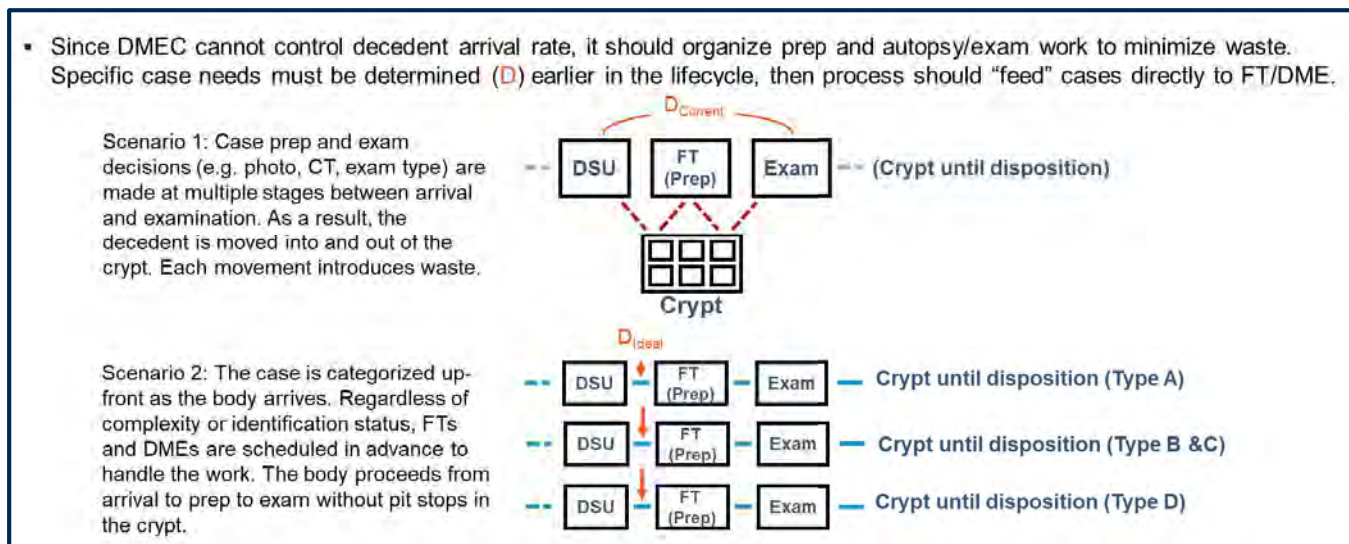 ▪ Since DMEC cannot control decedent arrival rate, it should organize prep and autopsy/exam work to minimize waste.
Specific case needs must be determined (D) earlier in the lifecycle, then process should “feed” cases directly to FT/DME.
Scenario 1: Case prep and exam
decisions (e.g. photo, CT, exam type) are
made at multiple stages between arrival
and examination. As a result, the
decedent is moved into and out of the
crypt. Each movement introduces waste.
D Current
DSU
FT
(Prep)
Exam
(Crypt until disposition)
Crypt
Scenario 2: The case is categorized up-
front as the body arrives. Regardless of
complexity or identification status, FTs
and DMEs are scheduled in advance to
handle the work. The body proceeds from
arrival to prep to exam without pit stops in
the crypt.
D Ideal
DSU
FT
(Prep)
Exam
Crypt until disposition (Type A)
DSU
FT
(Prep)
Exam
Crypt until disposition (Type B &C)
DSU
FT
(Prep)
Exam
Crypt until disposition (Type D)